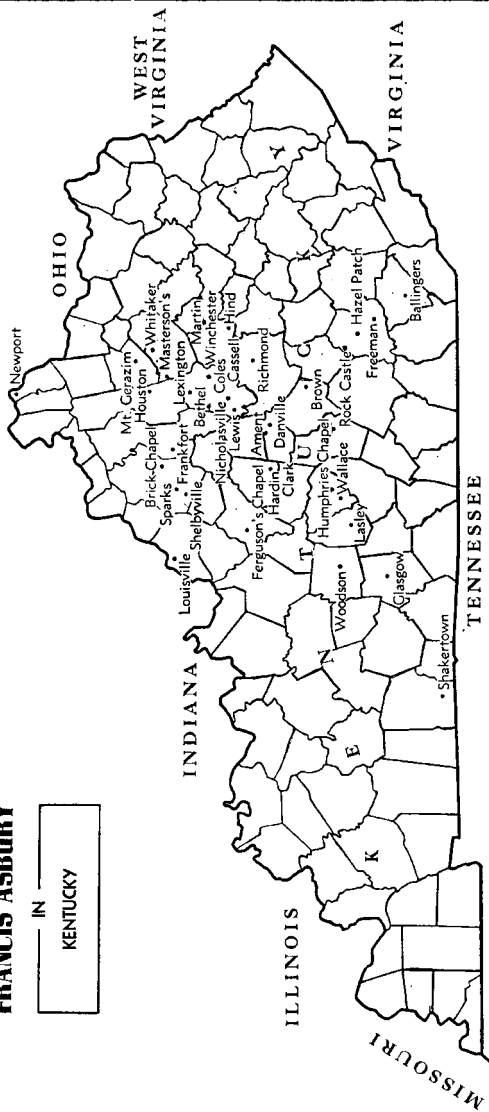 FRANCIS ASBURY
IN
KENTUCKY
OHIO
WEST
VIRGINIA
VIRGINIA
INDIANA
ILLINOIS
MISSOURI
TENNESSEE
K E N T U C K Y
Newport
Mt. Gerazim
Houston
Whitaker
Masterson's
Brick Chapel
Sparks
Frankfort
Lexington
Martin
Louisville
Shelbyville
Bethel
Winchester
Nicholasville
Coles
Cassell
Hind
Lewis
Richmond
Ferguson's Chapel
Hardin
Clark
Ament
Danville
Humphries Chapel
Wallace
Lasley
Brown
Rock Castle
Hazel Patch
Freeman
Ballingers
Woodson
Glasgow
Shakertown